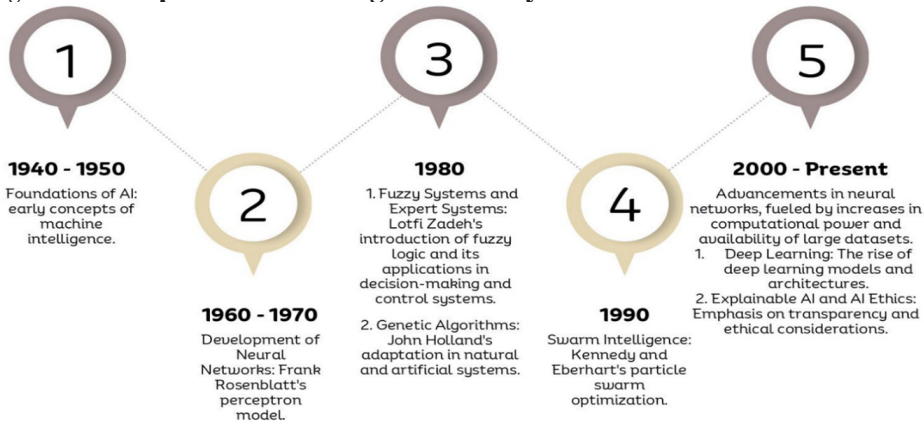 1
1940 - 1950
Foundations of AI:
early concepts of
machine
intelligence.
2
1960 - 1970
Development of
Neural
Networks: Frank
Rosenblatt's
perceptron
model.
3
1980
1. Fuzzy Systems and
Expert Systems:
Lotfi Zadeh's
introduction of fuzzy
logic and its
applications in
decision-making and
control systems.
2. Genetic Algorithms:
John Holland's
adaptation in natural
and artificial systems.
4
1990
Swarm Intelligence:
Kennedy and
Eberhart's particle
swarm
optimization.
5
2000 - Present
Advancements in neural
networks, fueled by increases in
computational power and
availability of large datasets.
1. Deep Learning: The rise of
deep learning models and
architectures.
2. Explainable AI and AI Ethics:
Emphasis on transparency and
ethical considerations.